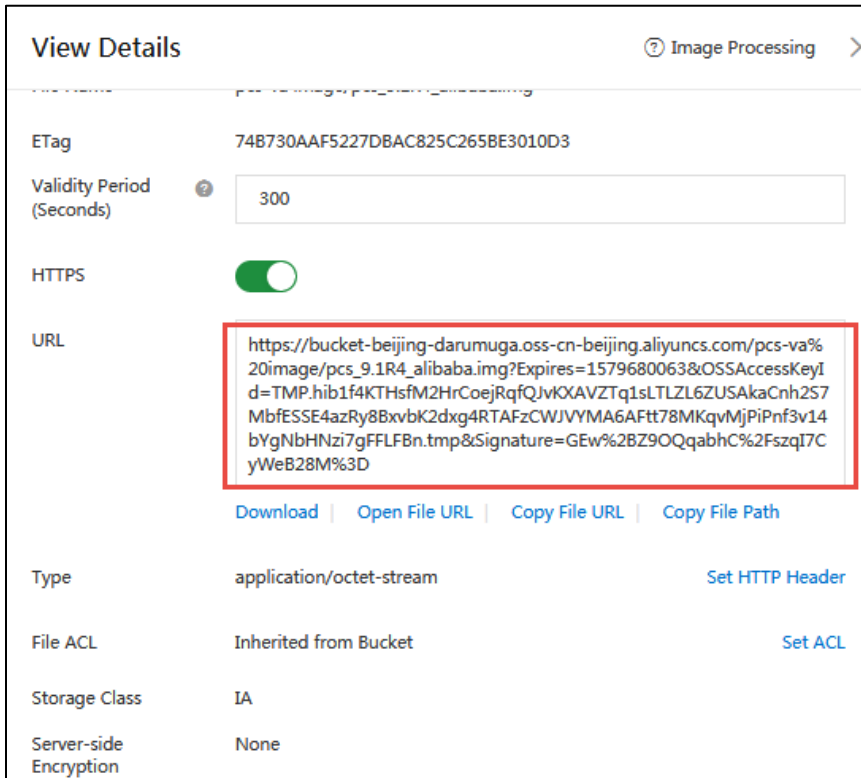 View Details
Image Processing
ETag
74B730AAF5227DBAC825C265BE3010D3
Validity Period
(Seconds)
300
HTTPS
URL
https://bucket-beijing-darumuga.oss-cn-beijing.aliyuncs.com/pcs-va%
20image/pcs_9.1R4_alibaba.img?Expires=1579680063&OSSAccessKeyI
d=TMP.hib1f4KTHsfM2HrCoejRqfQJvKXAVZTq1sLTLZL6ZUSAkaCnh2S7
MbfESSE4azRy8BxvbK2dxg4RTAFzCWJVYMA6AFtt78MKqvMjPiPnf3v14
bYgNbHNzi7gFFLFBn.tmp&Signature=GEw%2BZ9OQqabhC%2FszqI7C
yWeB28M%3D
Download | Open File URL | Copy File URL | Copy File Path
Type
application/octet-stream
Set HTTP Header
File ACL
Inherited from Bucket
Set ACL
Storage Class
IA
Server-side
Encryption
None